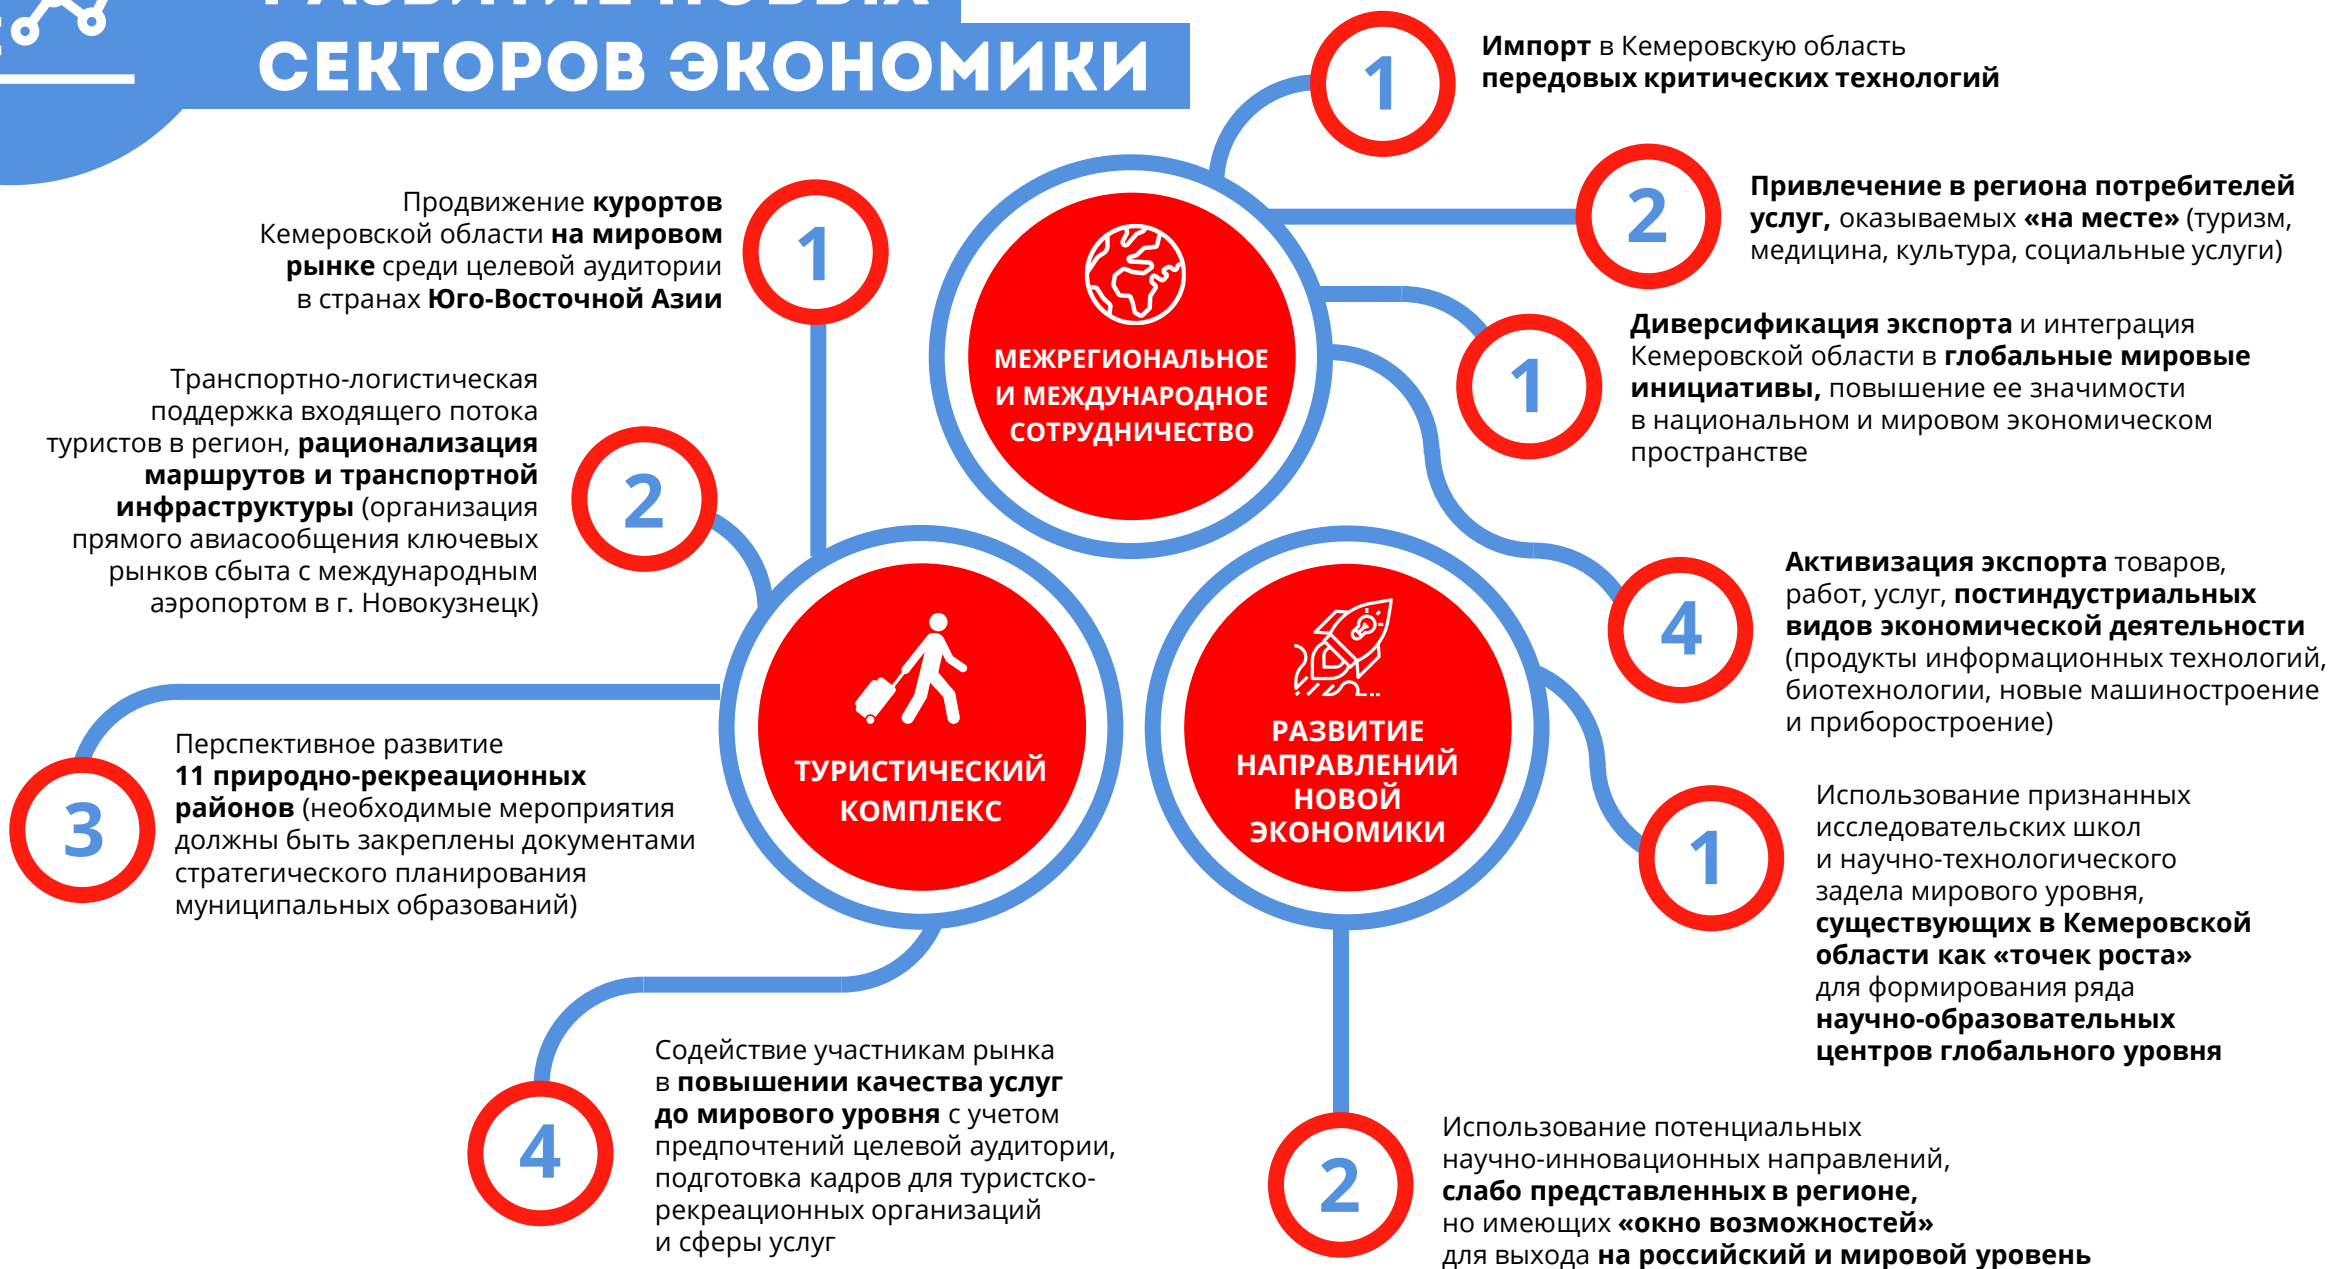 РАЗВИТИЕ НОВЫХ
СЕКТОРОВ ЭКОНОМИКИ
МЕЖРЕГИОНАЛЬНОЕ
И МЕЖДУНАРОДНОЕ
СОТРУДНИЧЕСТВО
1
Импорт в Кемеровскую область
передовых критических технологий
2
Привлечение в региона потребителей
услуг, оказываемых «на месте» (туризм,
медицина, культура, социальные услуги)
1
Диверсификация экспорта и интеграция
Кемеровской области в глобальные мировые
инициативы, повышение ее значимости
в национальном и мировом экономическом
пространстве
4
Активизация экспорта товаров,
работ, услуг, постиндустриальных
видов экономической деятельности
(продукты информационных технологий,
биотехнологии, новые машиностроение
и приборостроение)
ТУРИСТИЧЕСКИЙ
КОМПЛЕКС
1
Продвижение курортов
Кемеровской области на мировом
рынке среди целевой аудитории
в странах Юго-Восточной Азии
2
Транспортно-логистическая
поддержка входящего потока
туристов в регион, рационализация
маршрутов и транспортной
инфраструктуры (организация
прямого авиасообщения ключевых
рынков сбыта с международным
аэропортом в г. Новокузнецк)
3
Перспективное развитие
11 природно-рекреационных
районов (необходимые мероприятия
должны быть закреплены документами
стратегического планирования
муниципальных образований)
4
Содействие участникам рынка
в повышении качества услуг
до мирового уровня с учетом
предпочтений целевой аудитории,
подготовка кадров для туристско-
рекреационных организаций
и сферы услуг
РАЗВИТИЕ
НАПРАВЛЕНИЙ
НОВОЙ
ЭКОНОМИКИ
1
Использование признанных
исследовательских школ
и научно-технологического
задела мирового уровня,
существующих в Кемеровской
области как «точек роста»
для формирования ряда
научно-образовательных
центров глобального уровня
2
Использование потенциальных
научно-инновационных направлений,
слабо представленных в регионе,
но имеющих «окно возможностей»
для выхода на российский и мировой уровень